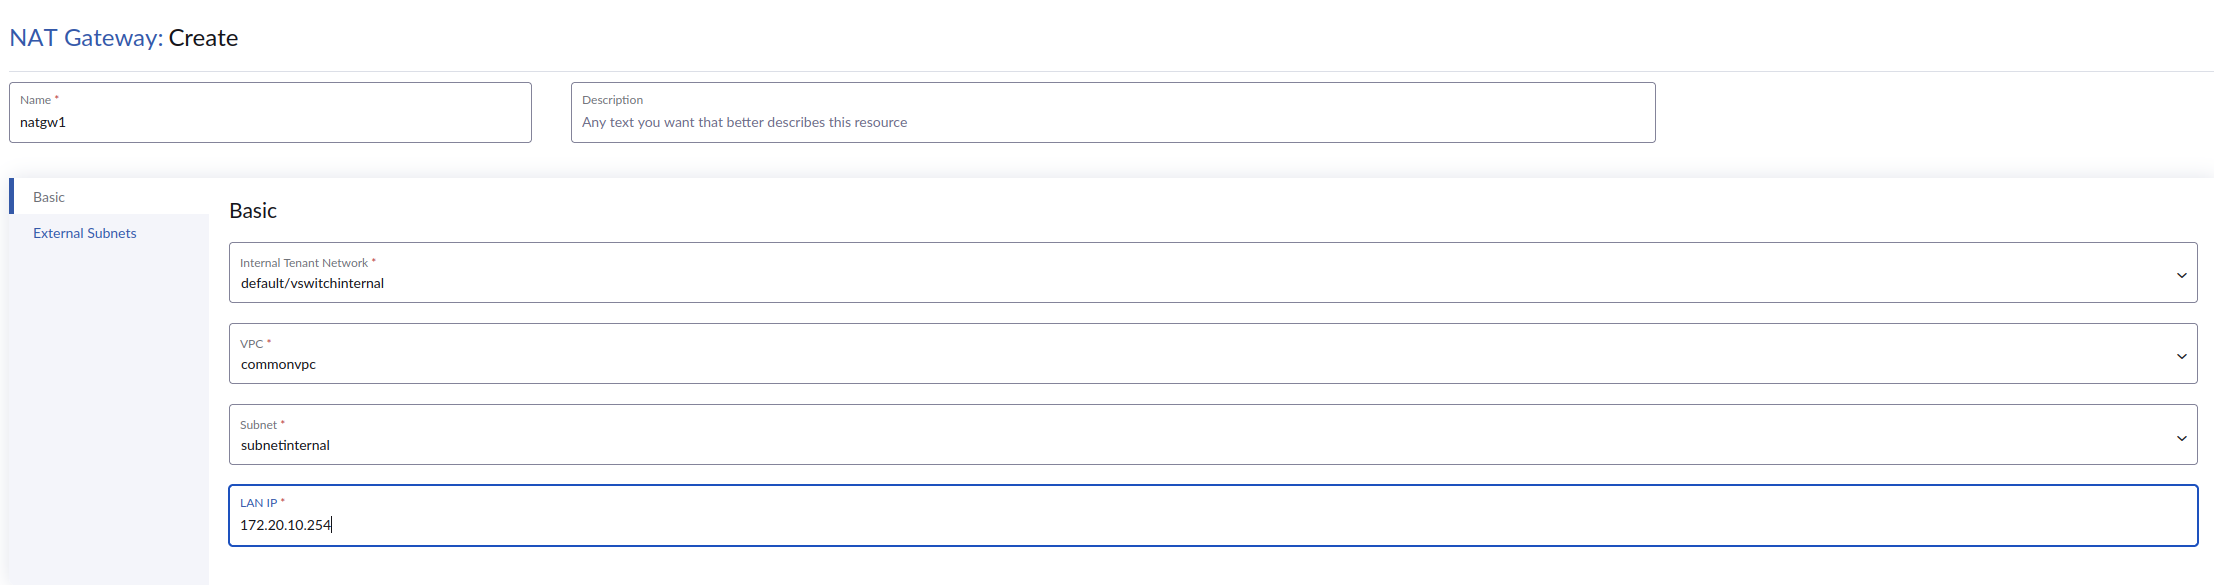 NAT Gateway: Create
Name *
natgw1
Description
Any text you want that better describes this resource
Basic
External Subnets
Basic
Internal Tenant Network *
default/vswitchinternal
VPC *
commonvpc
Subnet *
subnetinternal
LAN IP *
172.20.10.254